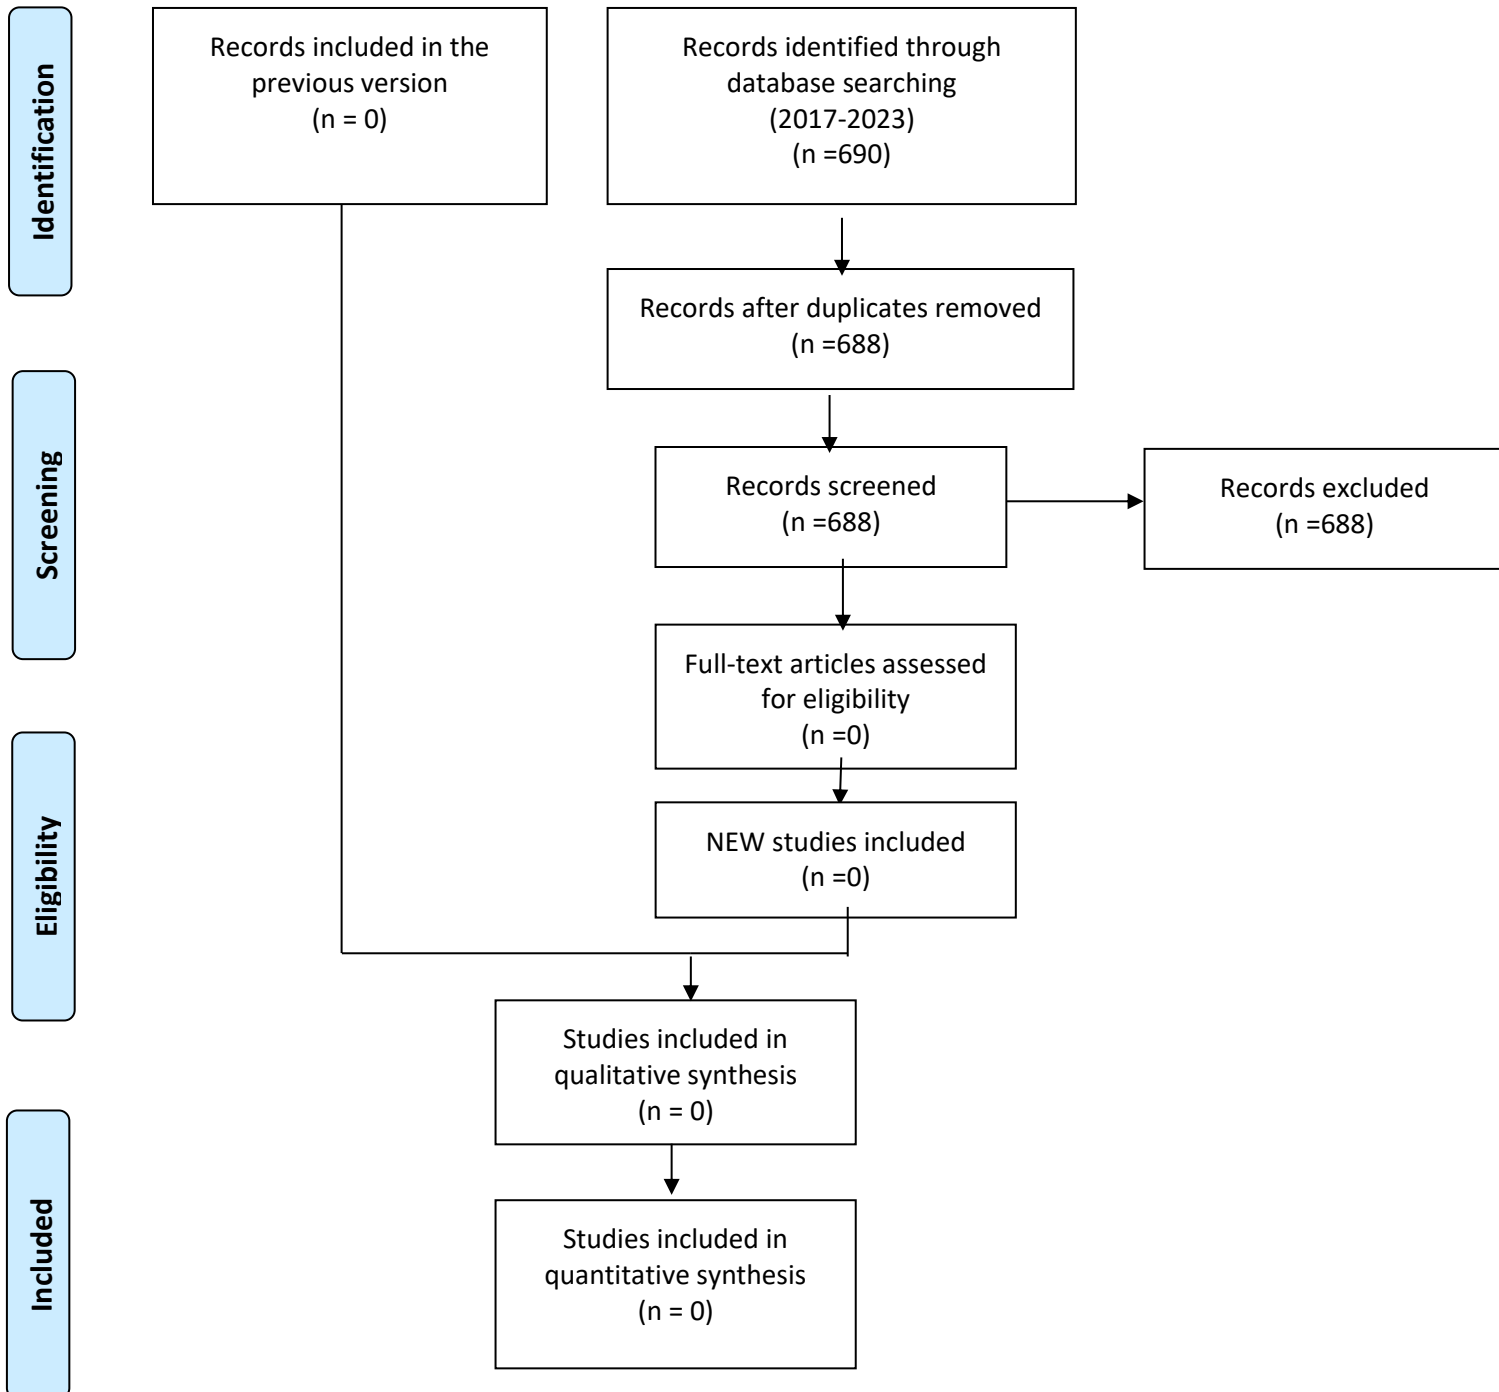 Identification
Records included in the
previous version
(n = 0)
Records identified through
database searching
(2017-2023)
(n =690)
Records after duplicates removed
(n =688)
Screening
Records screened
(n =688)
Records excluded
(n =688)
Full-text articles assessed
for eligibility
(n =0)
Eligibility
NEW studies included
(n =0)
Studies included in
qualitative synthesis
(n = 0)
Included
Studies included in
quantitative synthesis
(n = 0)